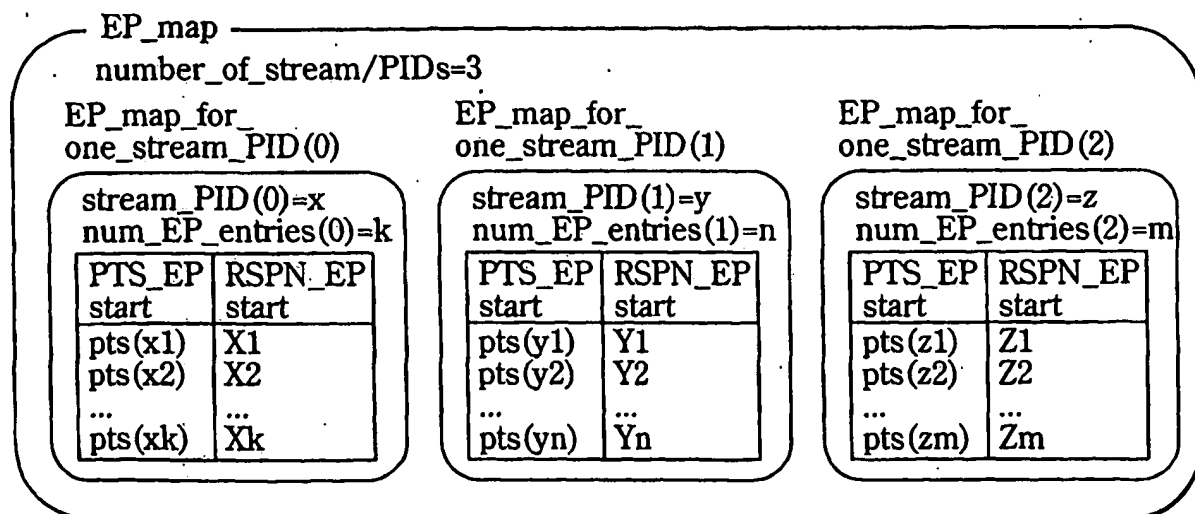 EP_map
number_of_stream/PIDs=3
EP_map_for_
one_stream_PID(0)
stream_PID(0)=x
num_EP_entries(0)=k
PTS_EP RSPN_EP
start start
pts(x1) X1
pts(x2) X2
... ...
pts(xk) Xk
EP_map_for_
one_stream_PID(1)
stream_PID(1)=y
num_EP_entries(1)=n
PTS_EP RSPN_EP
start start
pts(y1) Y1
pts(y2) Y2
... ...
pts(yn) Yn
EP_map_for_
one_stream_PID(2)
stream_PID(2)=z
num_EP_entries(2)=m
PTS_EP RSPN_EP
start start
pts(z1) Z1
pts(z2) Z2
... ...
pts(zm) Zm